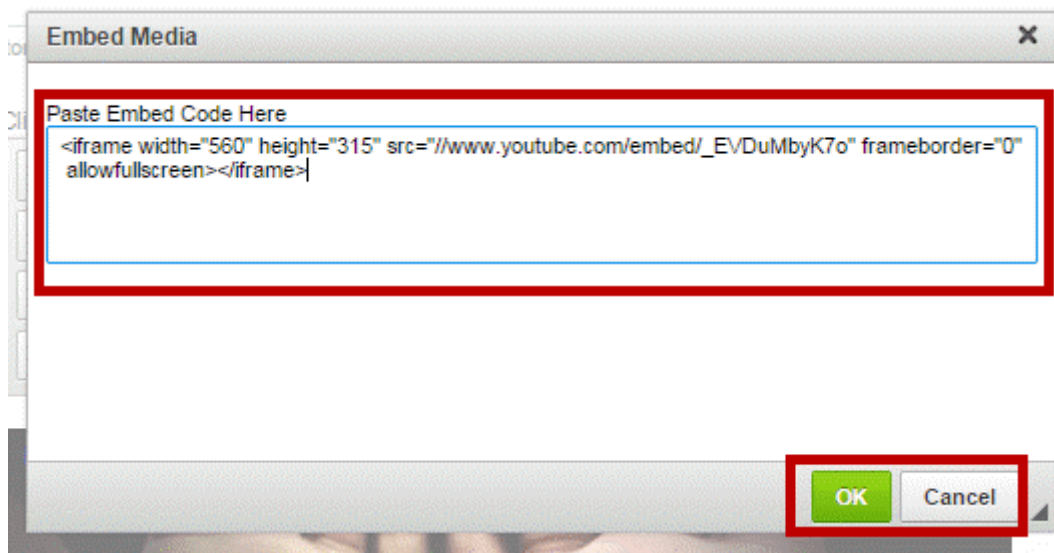 Embed Media
Paste Embed Code Here
<iframe width="560" height="315" src="//www.youtube.com/embed/_EVDuMbyK7o" frameborder="0"
allowfullscreen></iframe>
OK Cancel